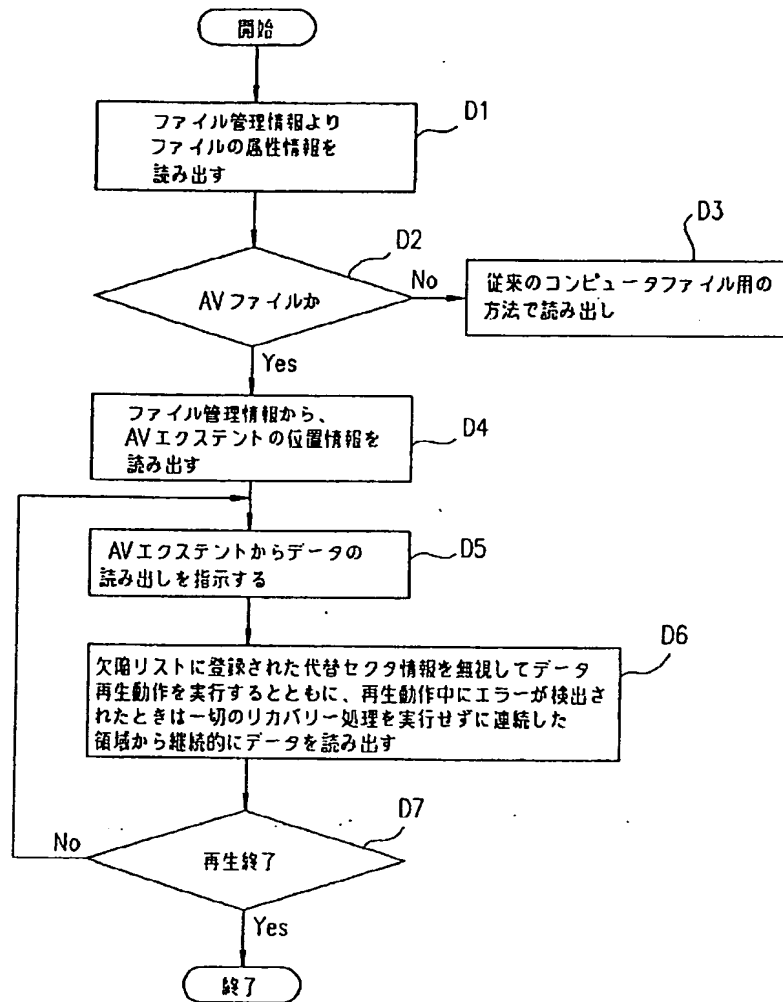 開始
ファイル管理情報より
ファイルの属性情報を
読み出す
D1
D2
AVファイルか
No
D3
従来のコンピュータファイル用の
方法で読み出し
Yes
ファイル管理情報から、
AVエクステントの位置情報を
読み出す
D4
AVエクステントからデータの
読み出しを指示する
D5
D6
欠陥リストに登録された代替セクタ情報を無視してデータ
再生動作を実行するとともに、再生動作中にエラーが検出さ
れたときは一切のリカバリー処理を実行せずに連続した
領域から継続的にデータを読み出す
D7
No
再生終了
Yes
終了